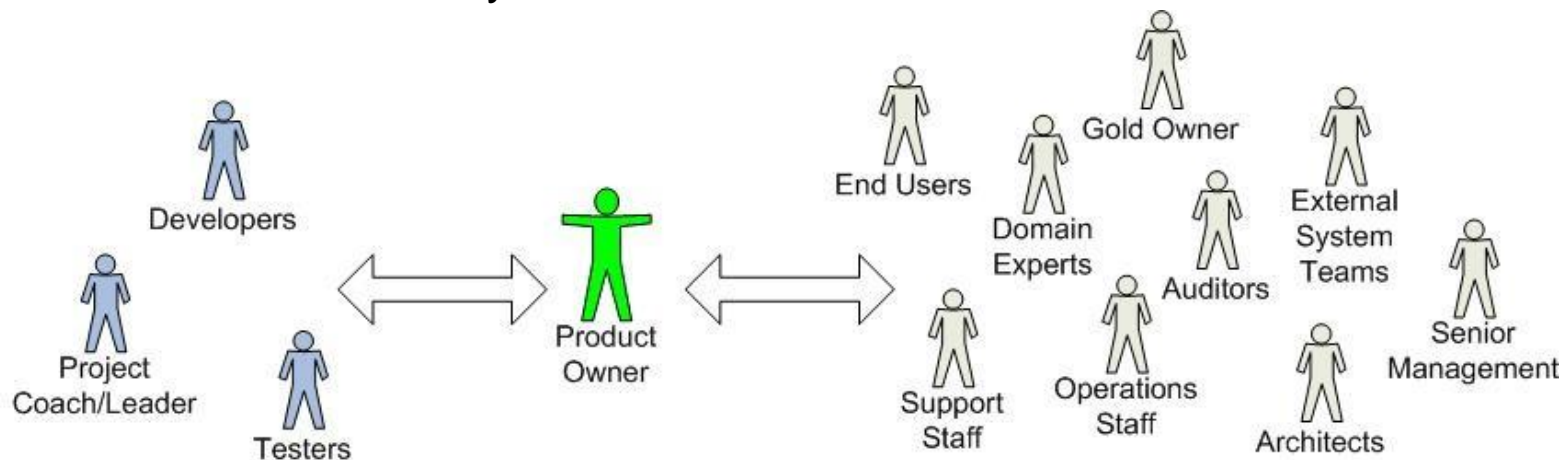 Developers
Project
Coach/Leader
Testers
Product
Owner
End Users
Gold Owner
Domain
Experts
External
System
Teams
Auditors
Senior
Management
Support
Staff
Operations
Staff
Architects